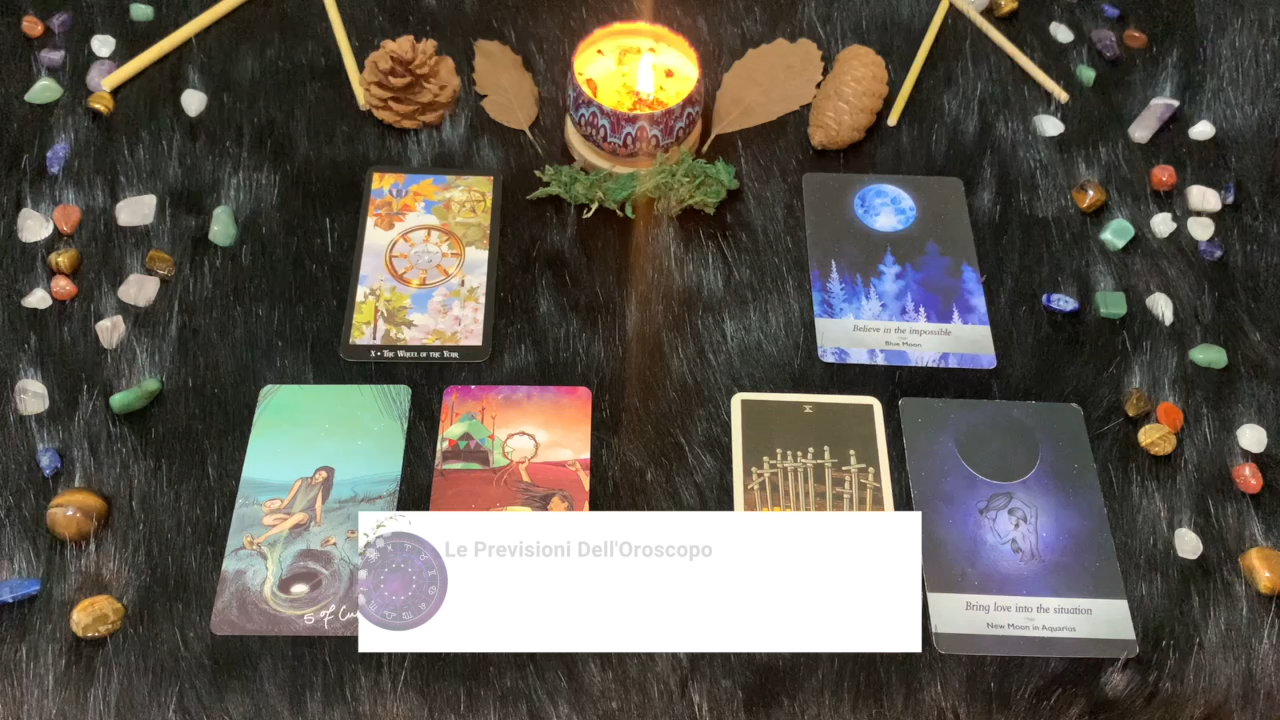 X • The Wheel of the Year
Believe in the impossible
Blue Moon
X
5 of
Le Previsioni Dell'Oroscopo
Bring love into the situation
New Moon in Aquarius